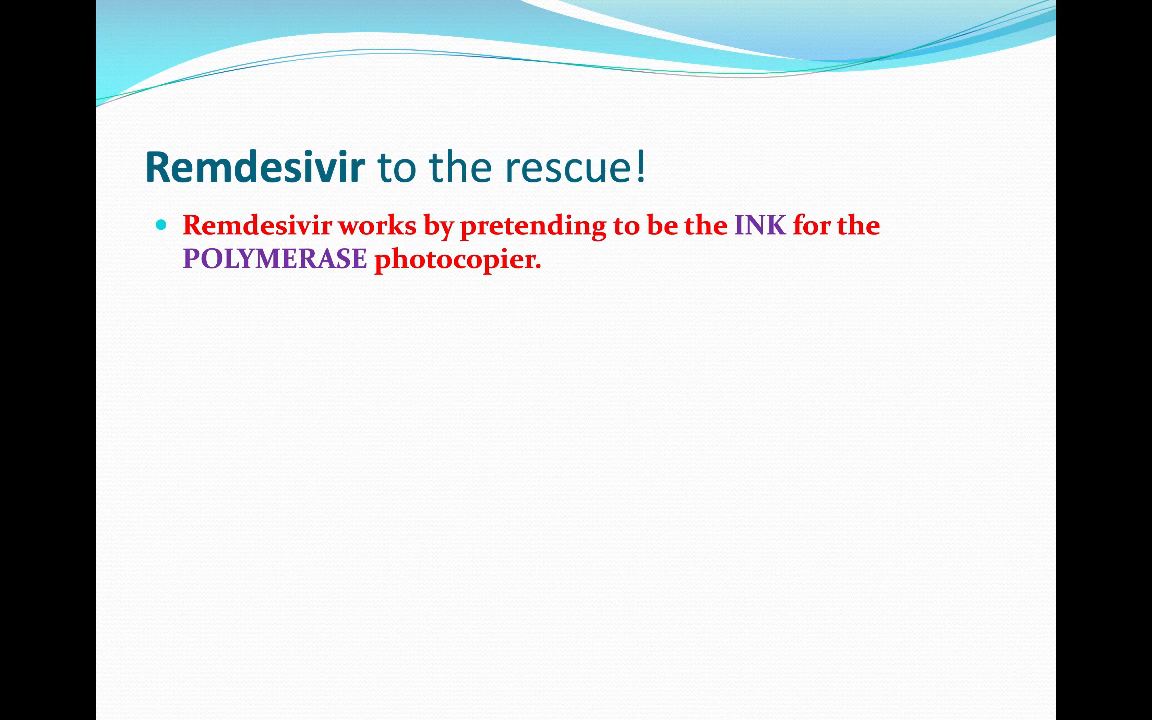 Remdesivir to the rescue!
Remdesivir works by pretending to be the INK for the
POLYMERASE photocopier.